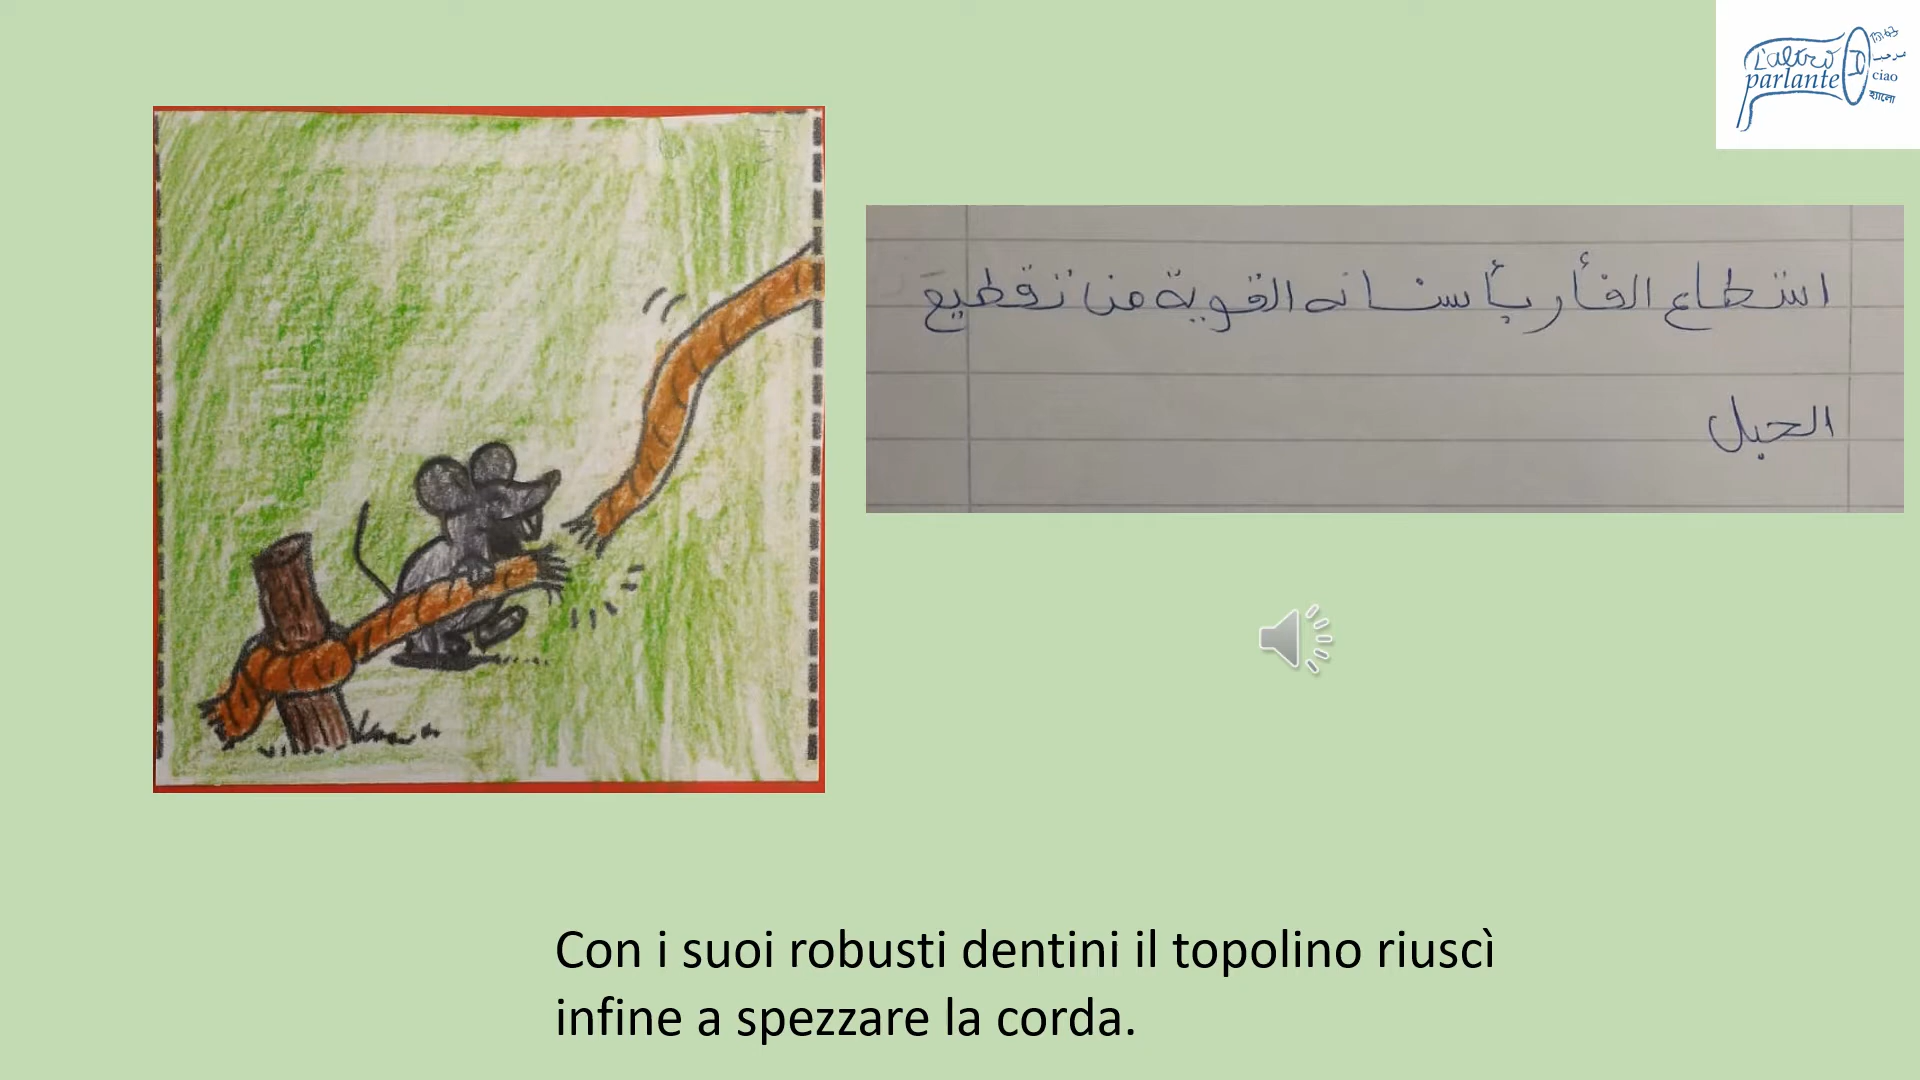 L'altro
parlante
ciao
হ্যালো
استطاع الفأر بأسنانه القوية من تقطيع
الحبل
Con i suoi robusti dentini il topolino riuscì
infine a spezzare la corda.